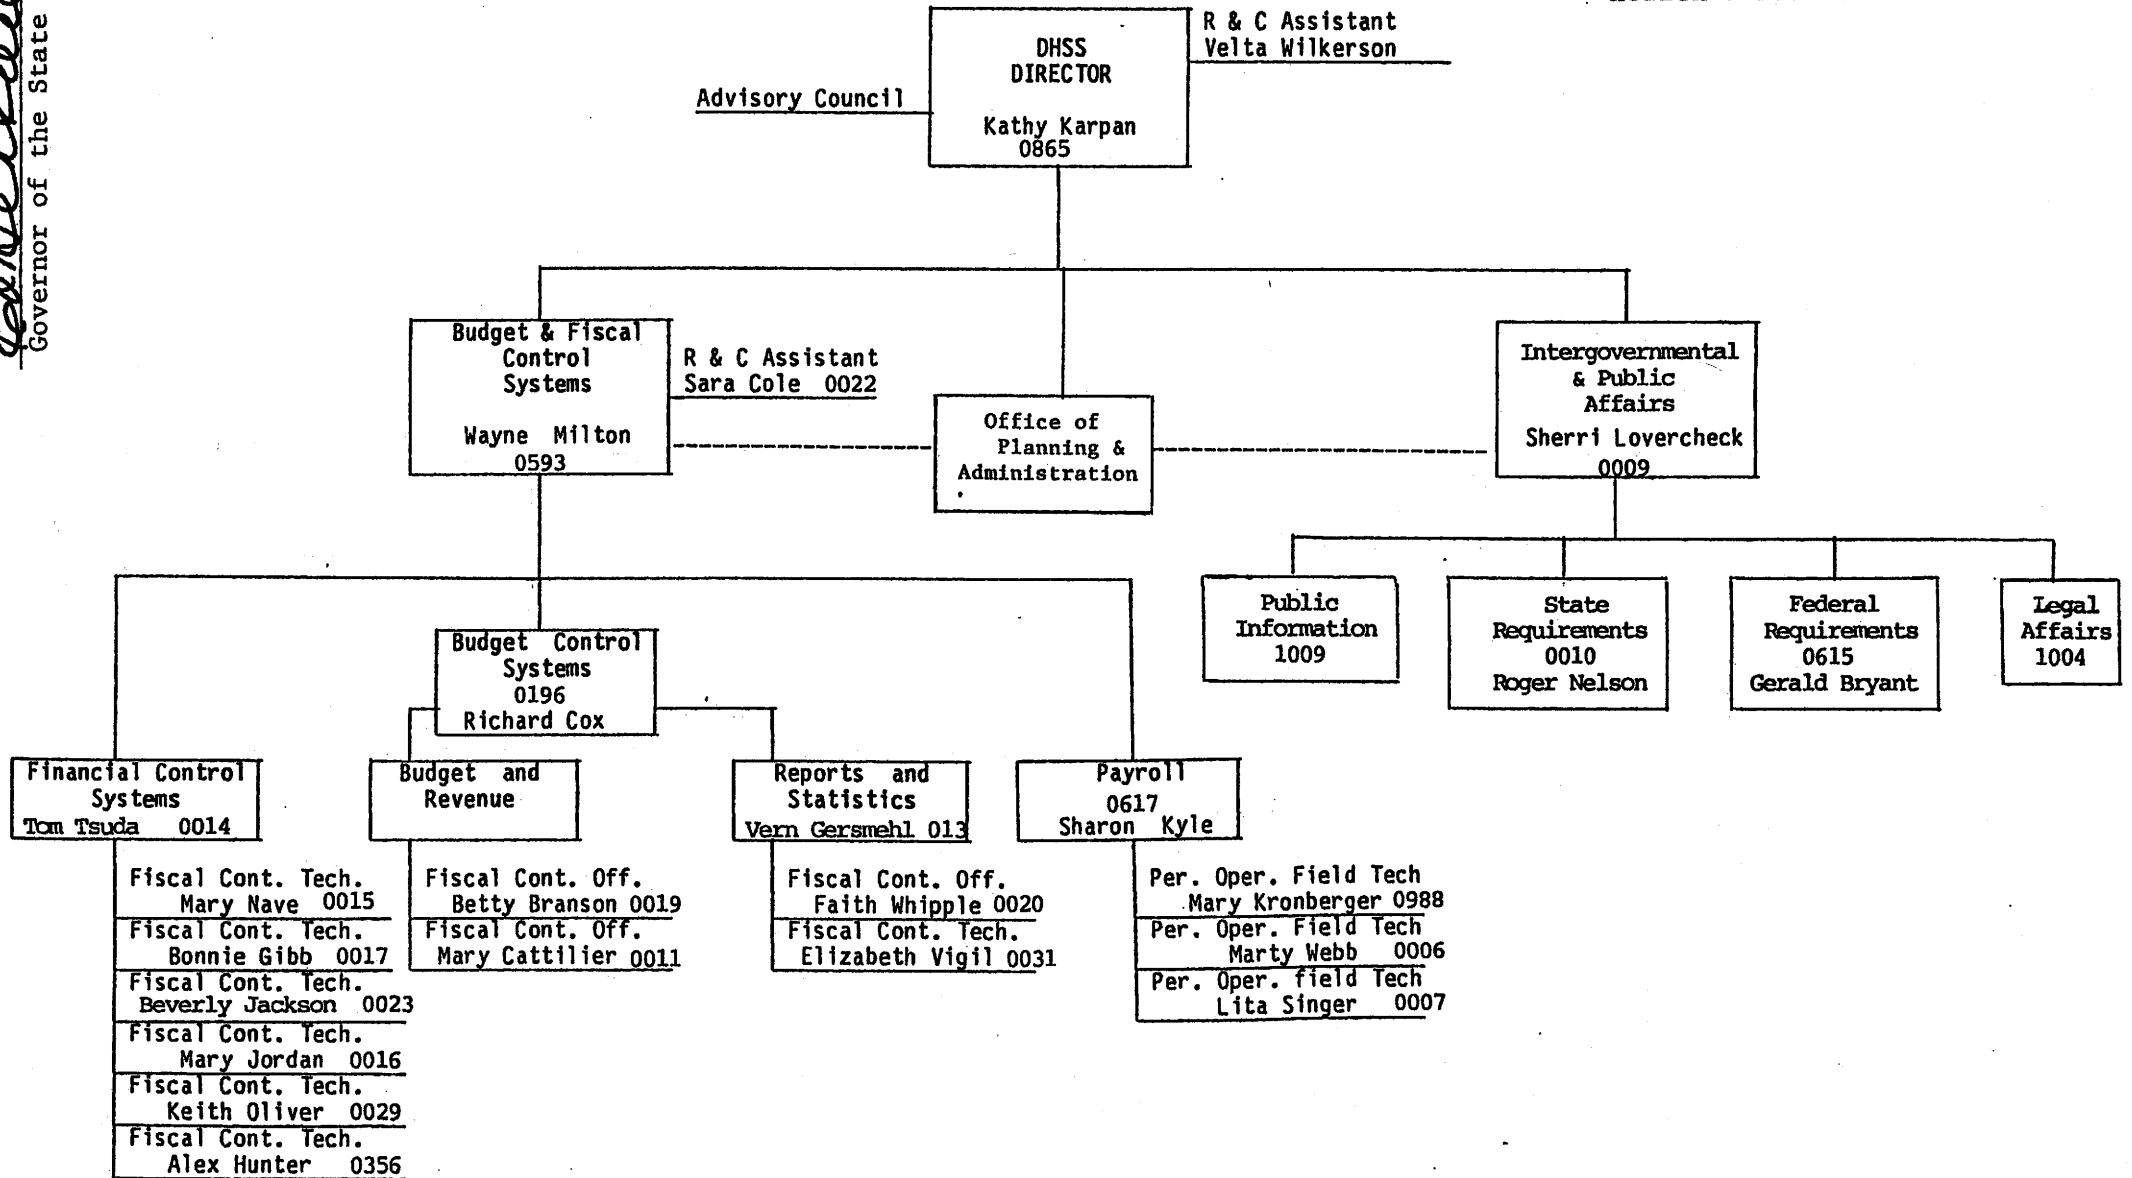 Governor of the State
R & C Assistant
Velta Wilkerson
DHSS
DIRECTOR
Kathy Karpan
0865
Advisory Council
Budget & Fiscal
Control
Systems
Wayne Milton
0593
R & C Assistant
Sara Cole 0022
Office of
Planning &
Administration
Intergovernmental
& Public
Affairs
Sherri Lovercheck
0009
Public
Information
1009
State
Requirements
0010
Roger Nelson
Federal
Requirements
0615
Gerald Bryant
Legal
Affairs
1004
Budget Control
Systems
0196
Richard Cox
Financial Control
Systems
Tom Tsuda 0014
Fiscal Cont. Tech.
Mary Nave 0015
Fiscal Cont. Tech.
Bonnie Gibb 0017
Fiscal Cont. Tech.
Beverly Jackson 0023
Fiscal Cont. Tech.
Mary Jordan 0016
Fiscal Cont. Tech.
Keith Oliver 0029
Fiscal Cont. Tech.
Alex Hunter 0356
Budget and
Revenue
Fiscal Cont. Off.
Betty Branson 0019
Fiscal Cont. Off.
Mary Cattilier 0011
Reports and
Statistics
Vern Gersmehl 013
Fiscal Cont. Off.
Faith Whipple 0020
Fiscal Cont. Tech.
Elizabeth Vigil 0031
Payroll
0617
Sharon Kyle
Per. Oper. Field Tech
Mary Kronberger 0988
Per. Oper. Field Tech
Marty Webb 0006
Per. Oper. field Tech
Lita Singer 0007